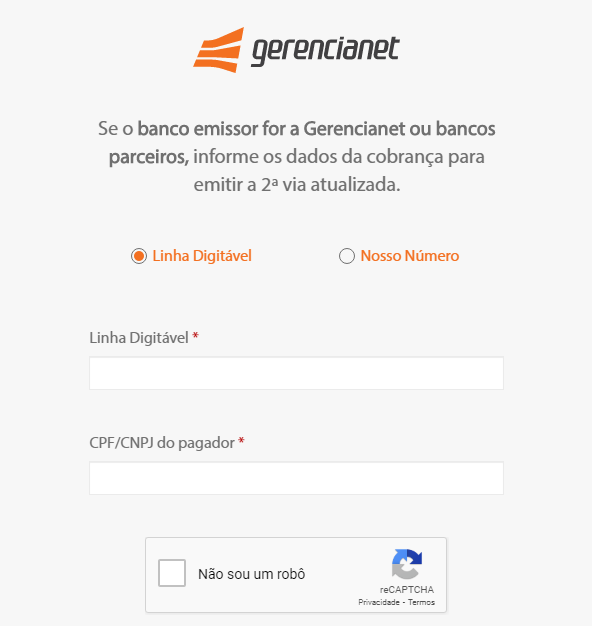 gerencianet
Se o banco emissor for a Gerencianet ou bancos
parceiros, informe os dados da cobrança para
emitir a 2ª via atualizada.
Linha Digitável
Nosso Número
Linha Digitável *
CPF/CNPJ do pagador *
Não sou um robô
reCAPTCHA
Privacidade - Termos